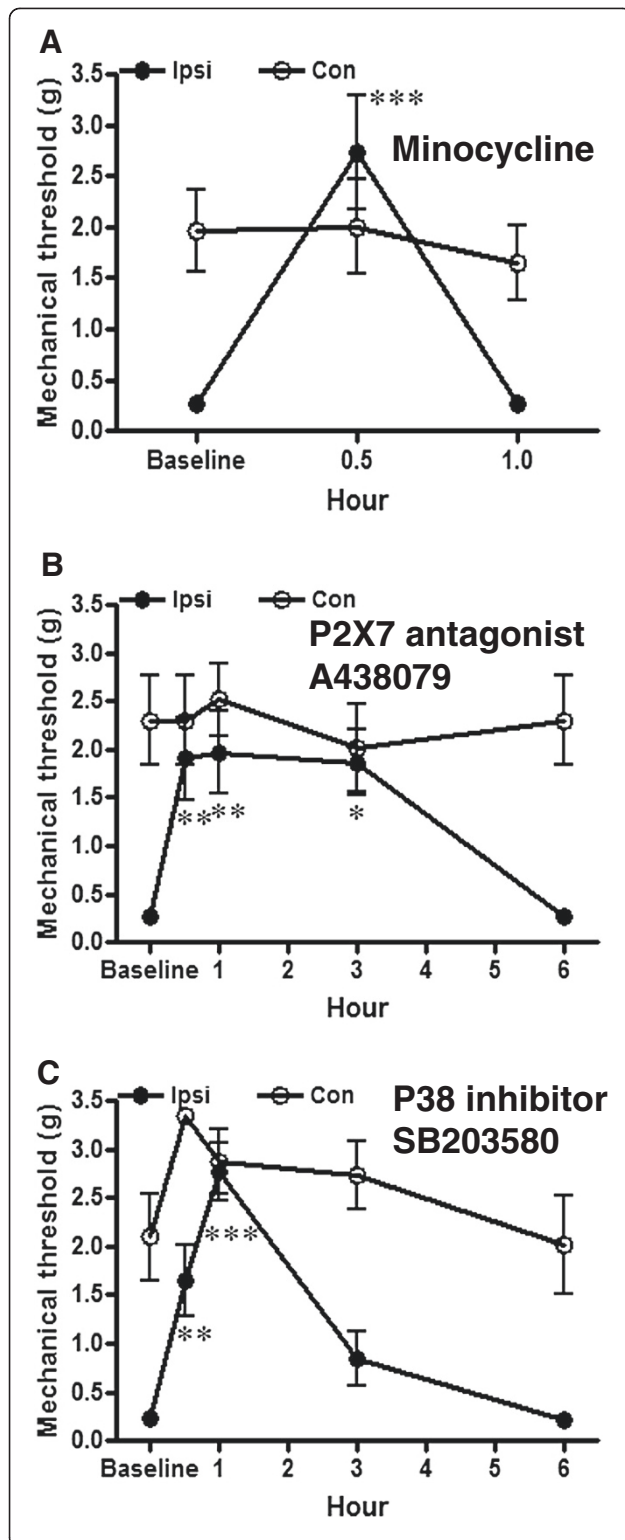 A
Ipsi Con
Mechanical threshold (g)
3.5
3.0
2.5
2.0
1.5
1.0
0.5
0.0
***
Minocycline
Baseline 0.5 1.0
Hour
B
Ipsi Con
Mechanical threshold (g)
3.5
3.0
2.5
2.0
1.5
1.0
0.5
0.0
P2X7 antagonist
A438079
** ** *
Baseline 1 2 3 4 5 6
Hour
C
Ipsi Con
Mechanical threshold (g)
3.5
3.0
2.5
2.0
1.5
1.0
0.5
0.0
P38 inhibitor
SB203580
***
**
Baseline 1 2 3 4 5 6
Hour